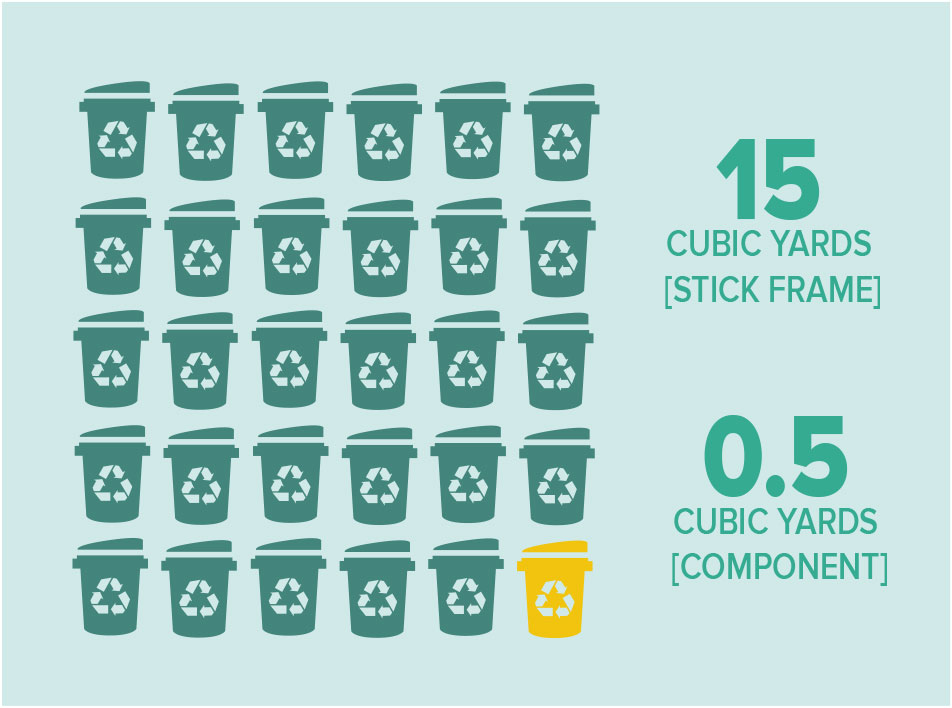 15
CUBIC YARDS
[STICK FRAME]
0.5
CUBIC YARDS
[COMPONENT]